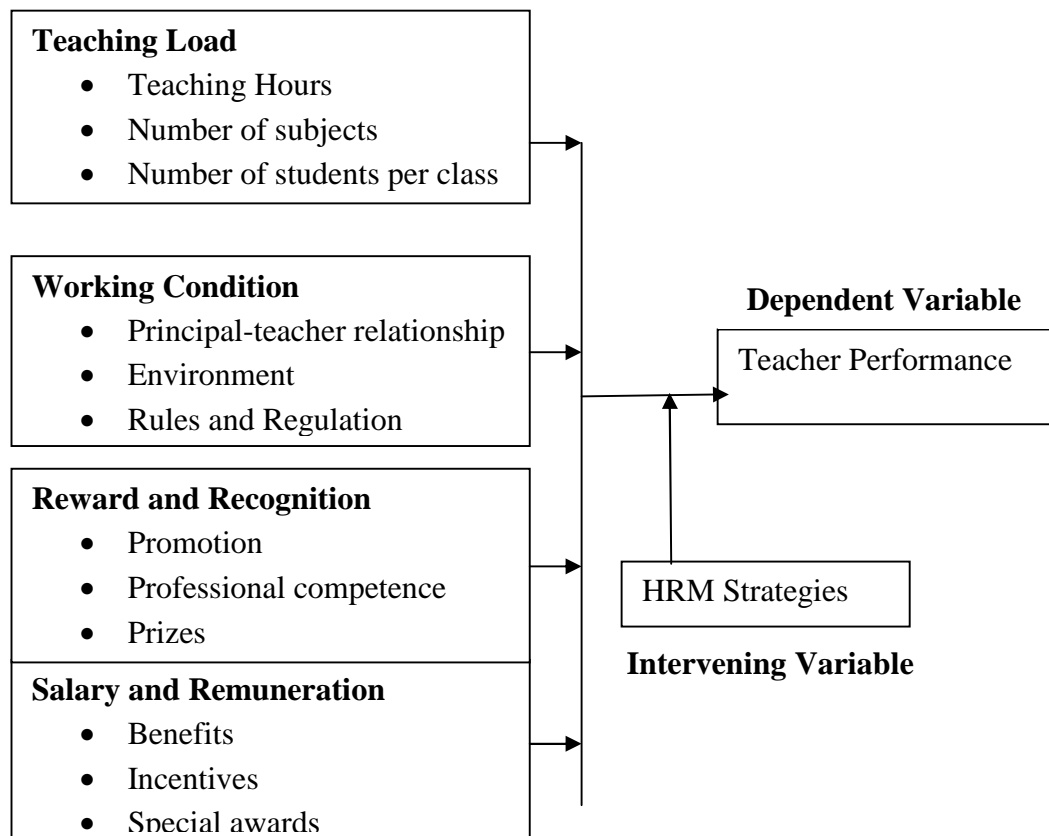 Teaching Load
• Teaching Hours
• Number of subjects
• Number of students per class
Working Condition
• Principal-teacher relationship
• Environment
• Rules and Regulation
Reward and Recognition
• Promotion
• Professional competence
• Prizes
Salary and Remuneration
• Benefits
• Incentives
• Special awards
Dependent Variable
Teacher Performance
HRM Strategies
Intervening Variable